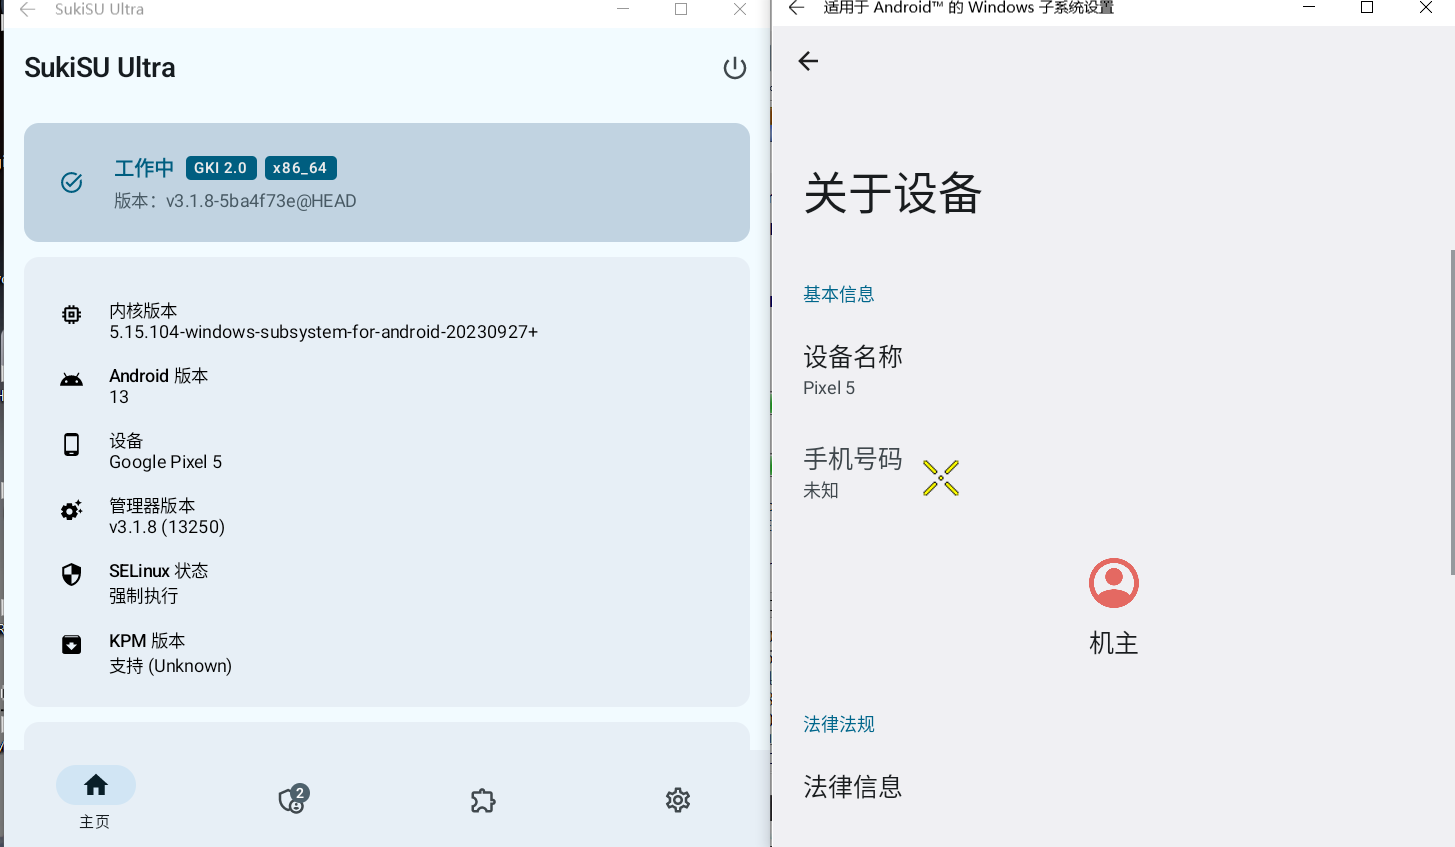 SukiSU Ultra
SukiSU Ultra
工作中 GKI 2.0 x86_64
版本：v3.1.8-5ba4f73e@HEAD
内核版本
5.15.104-windows-subsystem-for-android-20230927+
Android 版本
13
设备
Google Pixel 5
管理器版本
v3.1.8 (13250)
SELinux 状态
强制执行
KPM 版本
支持 (Unknown)
2
主页
适用于 Android™ 的 Windows 子系统设置
关于设备
基本信息
设备名称
Pixel 5
手机号码
未知
机主
法律法规
法律信息